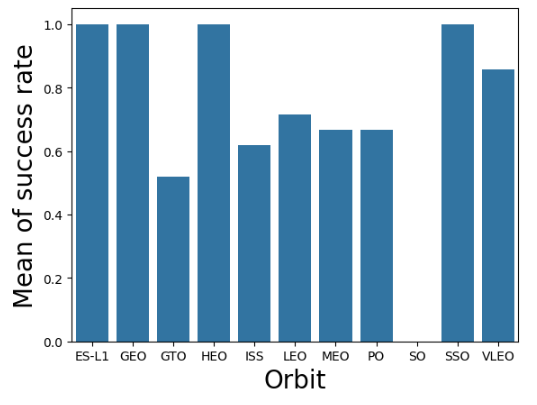 Mean of success rate
1.0
0.8
0.6
0.4
0.2
0.0
ES-L1 GEO GTO HEO ISS LEO MEO PO SO SSO VLEO
Orbit